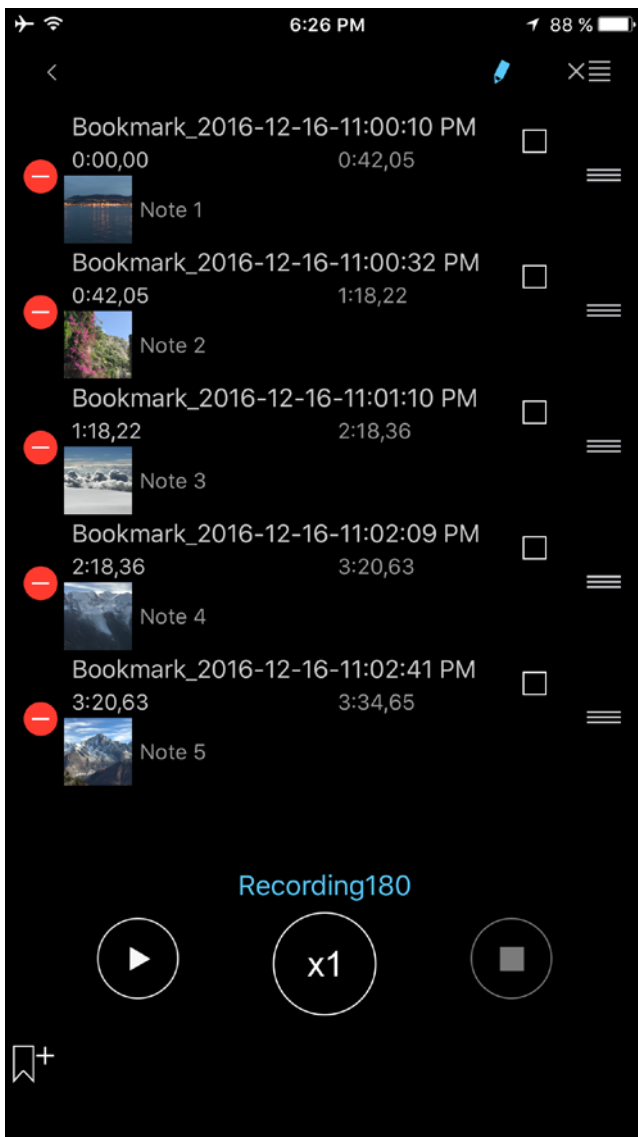 6:26 PM 88 %
Bookmark_2016-12-16-11:00:10 PM
0:00,00 0:42,05
Note 1
Bookmark_2016-12-16-11:00:32 PM
0:42,05 1:18,22
Note 2
Bookmark_2016-12-16-11:01:10 PM
1:18,22 2:18,36
Note 3
Bookmark_2016-12-16-11:02:09 PM
2:18,36 3:20,63
Note 4
Bookmark_2016-12-16-11:02:41 PM
3:20,63 3:34,65
Note 5
Recording180
x1